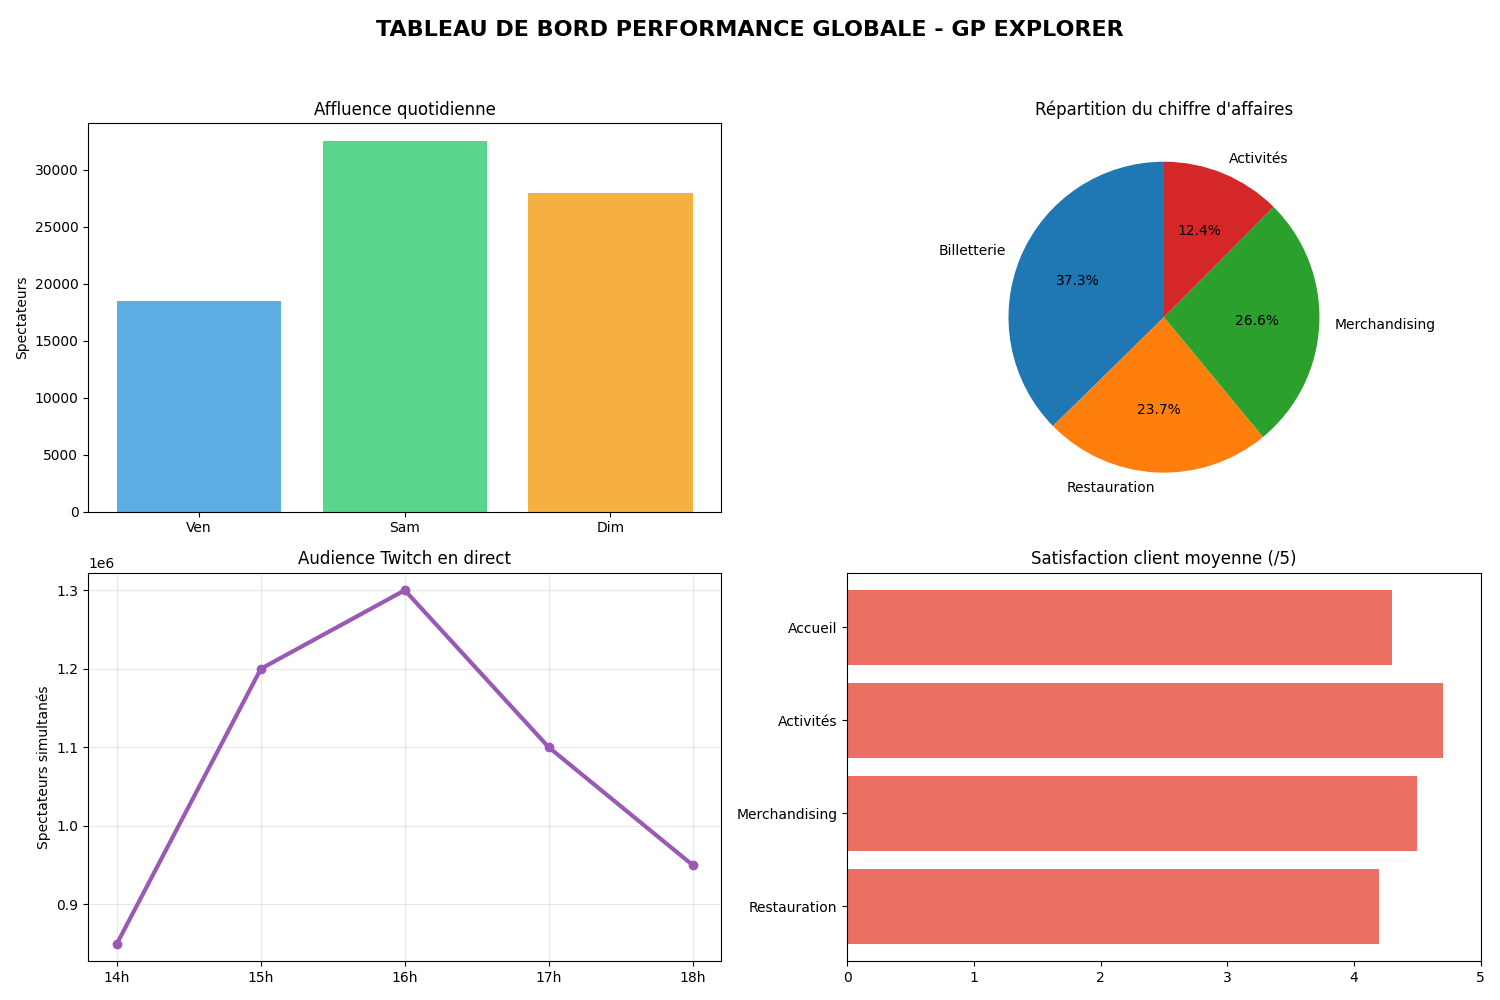 TABLEAU DE BORD PERFORMANCE GLOBALE - GP EXPLORER
Affluence quotidienne
Spectateurs
30000
25000
20000
15000
10000
5000
0
Ven Sam Dim
Répartition du chiffre d'affaires
Activités
12.4%
Billetterie
37.3%
26.6%
Merchandising
23.7%
Restauration
Audience Twitch en direct
1e6
Spectateurs simultanés
1.3
1.2
1.1
1.0
0.9
14h 15h 16h 17h 18h
Satisfaction client moyenne (/5)
Accueil
Activités
Merchandising
Restauration
0 1 2 3 4 5